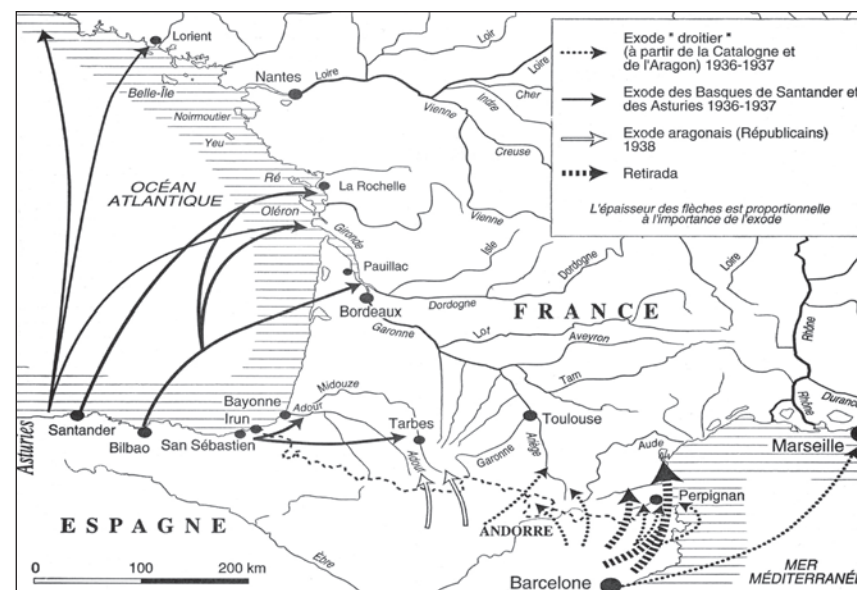 Lorient
Belle-Île
Nantes
Loire
Loir
Loire
Cher
Indre
Vienne
Creuse
Noirmoutier
Yeu
OCÉAN
ATLANTIQUE
Ré
La Rochelle
Oléron
Gironde
Vienne
Isle
Pauillac
Dordogne
Bordeaux
Dordogne
Garonne
FRANCE
Lot
Aveyron
Tarn
Loire
Rhône
Rhône
Durance
Midouze
Bayonne
Adour
Irun
Santander
Bilbao
San Sébastien
Asturies
Tarbes
Adour
Garonne
Toulouse
Ariège
Aude
Marseille
Perpignan
ANDORRE
ESPAGNE
Èbre
Barcelone
MER
MÉDITERRANÉE
0 100 200 km
Exode " droitier "
(à partir de la Catalogne et
de l'Aragon) 1936-1937
Exode des Basques de Santander et
des Asturies 1936-1937
Exode aragonais (Républicains)
1938
Retirada
L'épaisseur des flèches est proportionnelle
à l'importance de l'exode